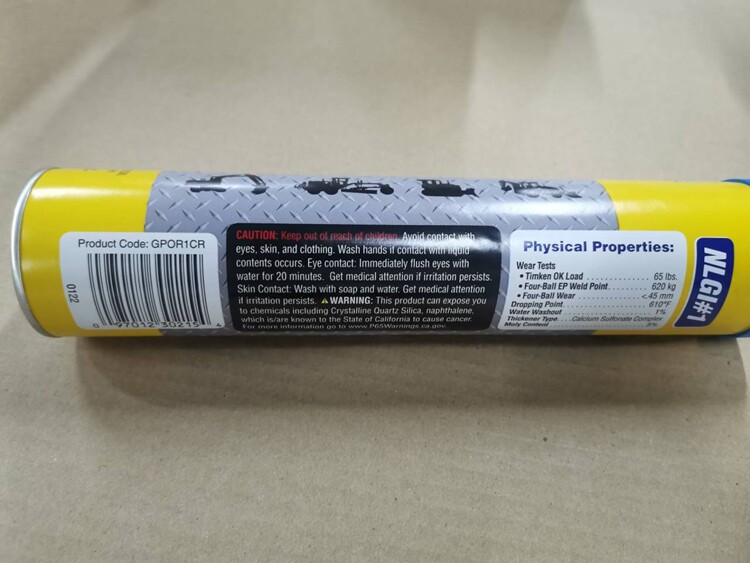 Product Code: GPOR1CR
0122
0 97012 30215 4
CAUTION: Keep out of reach of children. Avoid contact with
eyes, skin, and clothing. Wash hands if contact with liquid
contents occurs. Eye contact: Immediately flush eyes with
water for 20 minutes. Get medical attention if irritation persists.
Skin Contact: Wash with soap and water. Get medical attention
if irritation persists. ⚠WARNING: This product can expose you
to chemicals including Crystalline Quartz Silica, naphthalene,
which is/are known to the State of California to cause cancer.
For more information go to www.P65Warnings.ca.gov.
Physical Properties:
Wear Tests
• Timken OK Load .......... 65 lbs.
• Four-Ball EP Weld Point ........ 620 kg
• Four-Ball Wear .......... <.45 mm
Dropping Point .......... 610°F
Water Washout .......... 1%
Thickener Type .... Calcium Sulfonate Complex
Moly Content .......... 5%
NLGI#1